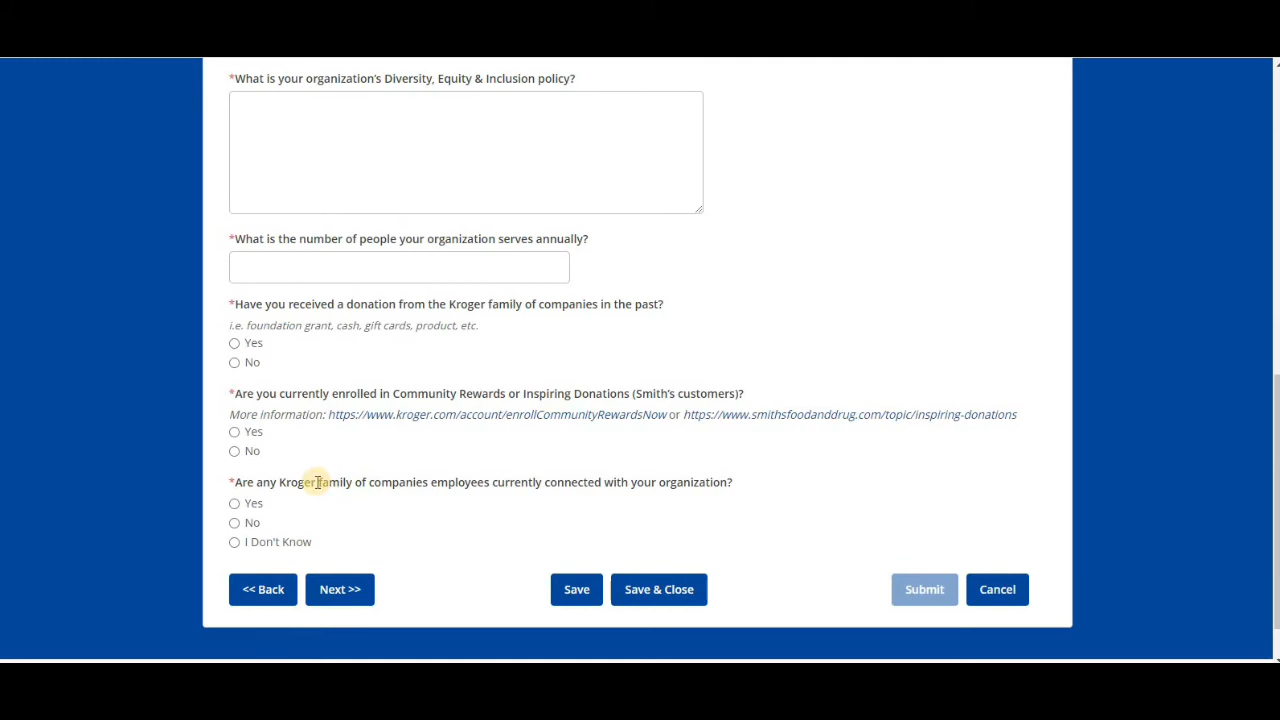 *What is your organization's Diversity, Equity & Inclusion policy?
*What is the number of people your organization serves annually?
*Have you received a donation from the Kroger family of companies in the past?
i.e. foundation grant, cash, gift cards, product, etc.
Yes
No
*Are you currently enrolled in Community Rewards or Inspiring Donations (Smith's customers)?
More information: https://www.kroger.com/account/enrollCommunityRewardsNow or https://www.smithsfoodanddrug.com/topic/inspiring-donations
Yes
No
*Are any Kroger family of companies employees currently connected with your organization?
Yes
No
I Don't Know
<< Back Next >> Save Save & Close Submit Cancel